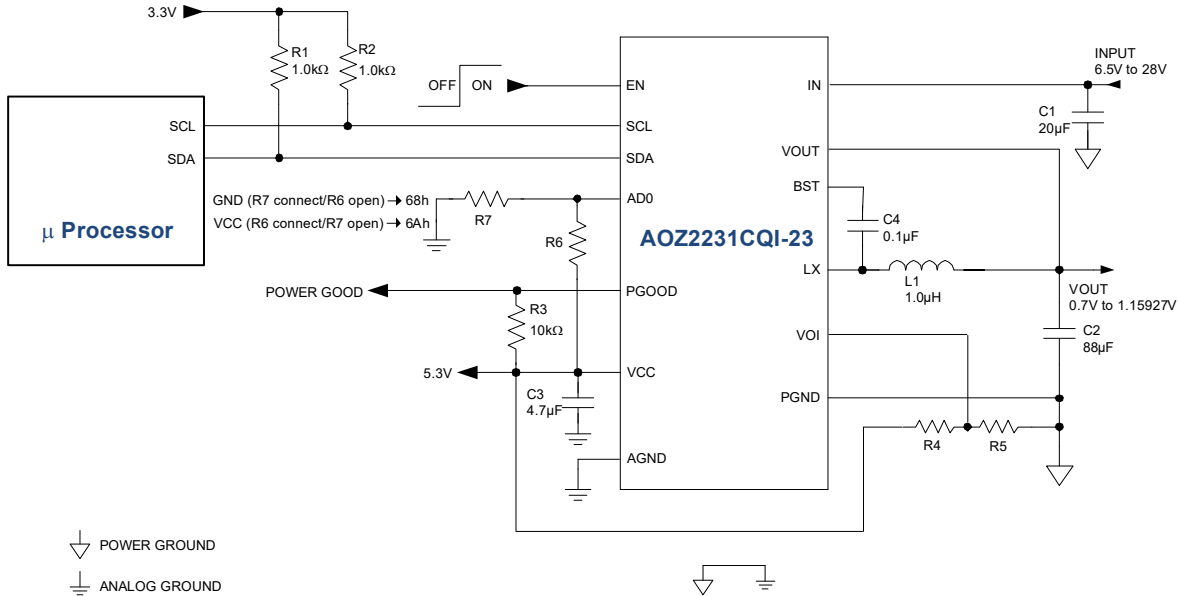 3.3V
R1
1.0kΩ
R2
1.0kΩ
OFF
ON
EN
IN
INPUT
6.5V to 28V
C1
20µF
SCL
SCL
SDA
SDA
VOUT
BST
GND (R7 connect/R6 open) → 68h
VCC (R6 connect/R7 open) → 6Ah
R7
AD0
R6
µ Processor
AOZ2231CQI-23
C4
0.1µF
LX
L1
1.0µH
VOUT
0.7V to 1.15927V
POWER GOOD
PGOOD
R3
10kΩ
VOI
C2
88µF
5.3V
VCC
C3
4.7µF
PGND
R4
R5
AGND
POWER GROUND
ANALOG GROUND